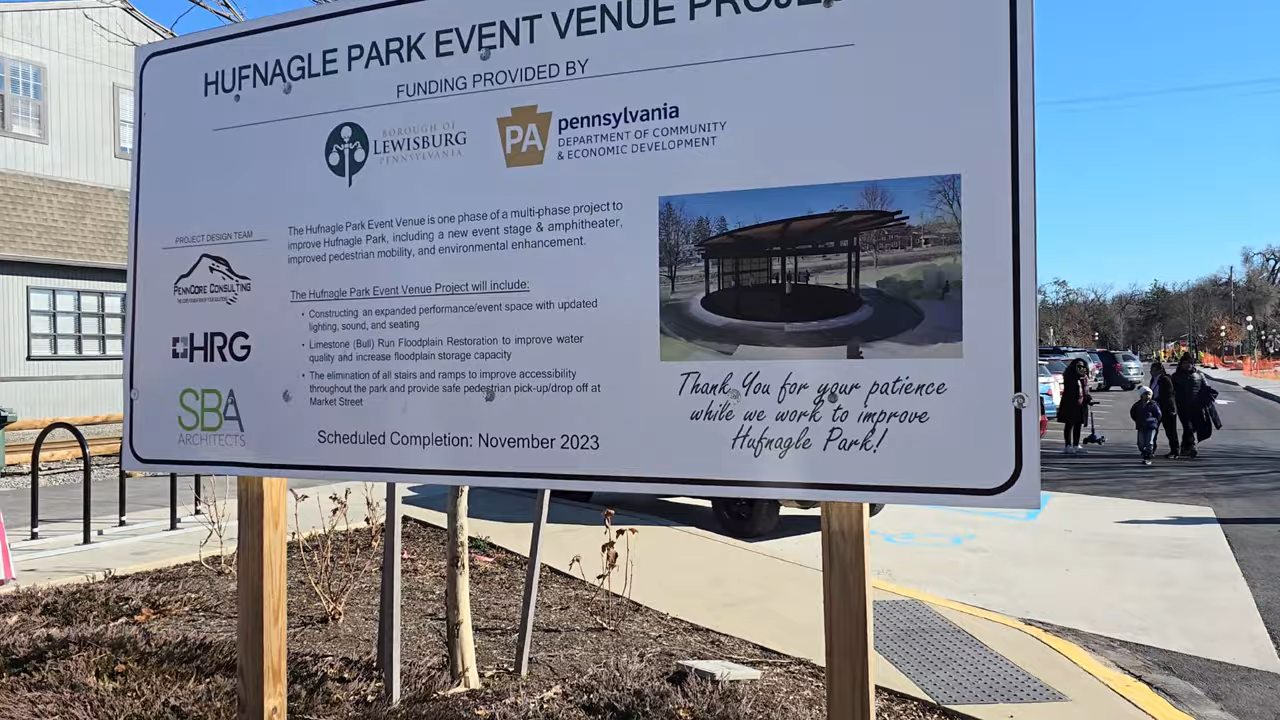 HUFNAGLE PARK EVENT VENUE PROJE
FUNDING PROVIDED BY
BOROUGH OF
LEWISBURG
PENNSYLVANIA
PA
pennsylvania
DEPARTMENT OF COMMUNITY
& ECONOMIC DEVELOPMENT
PROJECT DESIGN TEAM
PENNCORE CONSULTING
HRG
SBA
ARCHITECTS
The Hufnagle Park Event Venue is one phase of a multi-phase project to
improve Hufnagle Park, including a new event stage & amphitheater,
improved pedestrian mobility, and environmental enhancement.
The Hufnagle Park Event Venue Project will include:
• Constructing an expanded performance/event space with updated
lighting, sound, and seating
• Limestone (Bull) Run Floodplain Restoration to improve water
quality and increase floodplain storage capacity
• The elimination of all stairs and ramps to improve accessibility
throughout the park and provide safe pedestrian pick-up/drop off at
Market Street
Scheduled Completion: November 2023
Thank You for your patience
while we work to improve
Hufnagle Park!